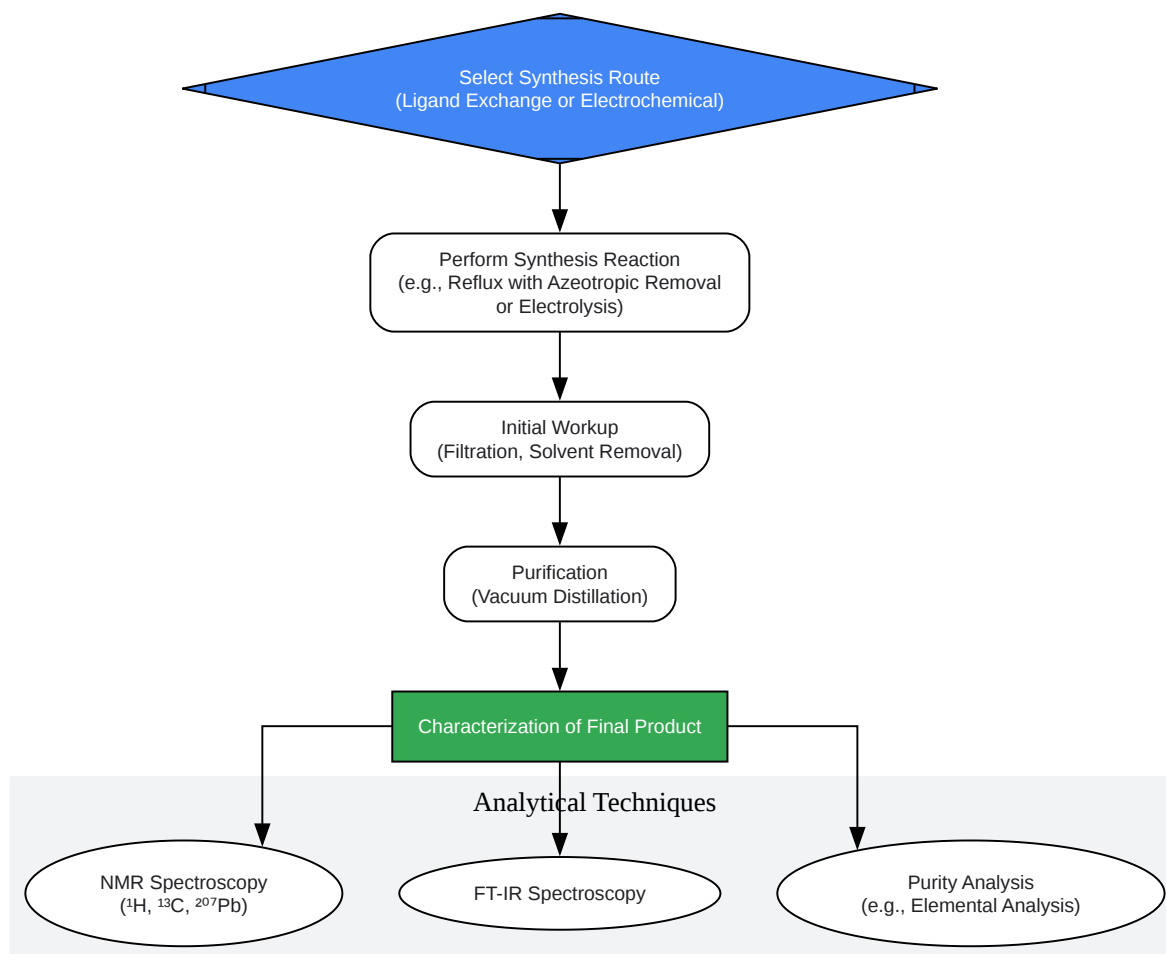 Select Synthesis Route
(Ligand Exchange or Electrochemical)
Perform Synthesis Reaction
(e.g., Reflux with Azeotropic Removal
or Electrolysis)
Initial Workup
(Filtration, Solvent Removal)
Purification
(Vacuum Distillation)
Characterization of Final Product
Analytical Techniques
NMR Spectroscopy
(¹H, ¹³C, ²⁰⁷Pb)
FT-IR Spectroscopy
Purity Analysis
(e.g., Elemental Analysis)